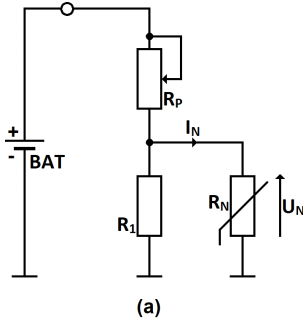 R_P
I_N
+
- BAT
R_1
R_N
U_N
(a)